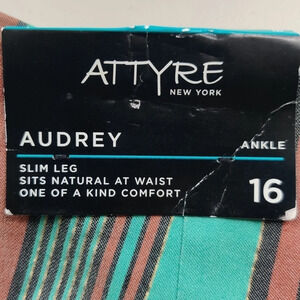 ATTYRE
NEW YORK
AUDREY
ANKLE
SLIM LEG
SITS NATURAL AT WAIST
ONE OF A KIND COMFORT
16